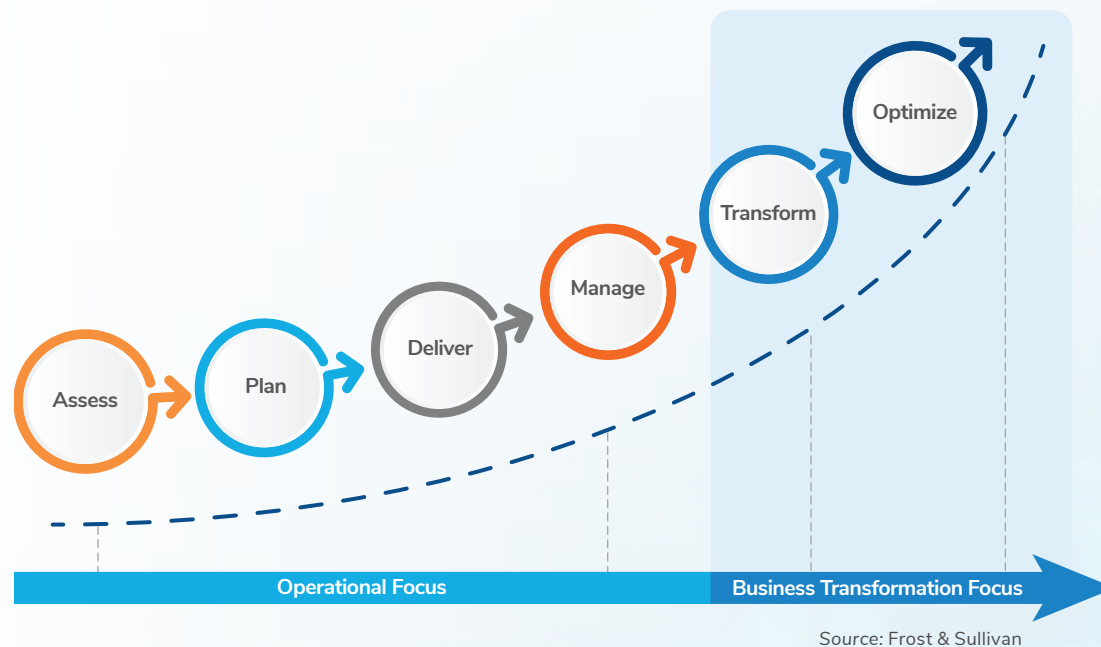 Assess
Plan
Deliver
Manage
Transform
Optimize
Operational Focus
Business Transformation Focus
Source: Frost & Sullivan